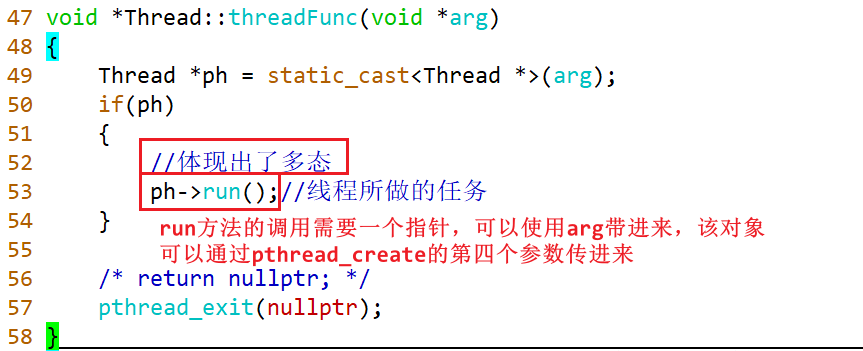 47 void *Thread::threadFunc(void *arg)
48 {
49     Thread *ph = static_cast<Thread *>(arg);
50     if(ph)
51     {
52         //体现出了多态
53         ph->run();//线程所做的任务
54     }
run方法的调用需要一个指针，可以使用arg带进来，该对象
55
可以通过pthread_create的第四个参数传进来
56     /* return nullptr; */
57     pthread_exit(nullptr);
58 }